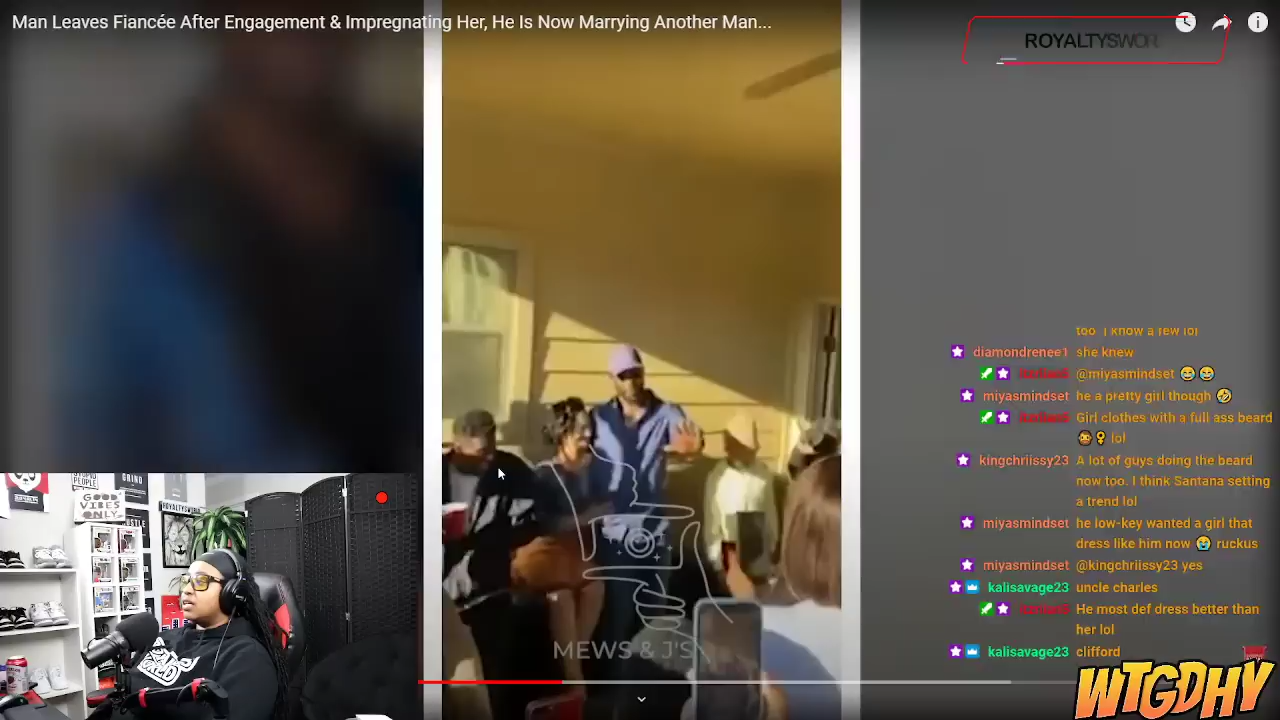 Man Leaves Fiancée After Engagement & Impregnating Her, He Is Now Marrying Another Man...
ROYALTYSWOR
too I know a few lol
diamondrenee1 she knew
@miyasmindset 😂 😂
miyasmindset he a pretty girl though 🤣
Girl clothes with a full ass beard
lol
kingchriissy23 A lot of guys doing the beard
now too. I think Santana setting
a trend lol
miyasmindset he low-key wanted a girl that
dress like him now 😭 ruckus
miyasmindset @kingchriissy23 yes
kalisavage23 uncle charles
He most def dress better than
her lol
kalisavage23 clifford
GOOD
VIBES
ONLY
MEWS & J'S
WTGDHY